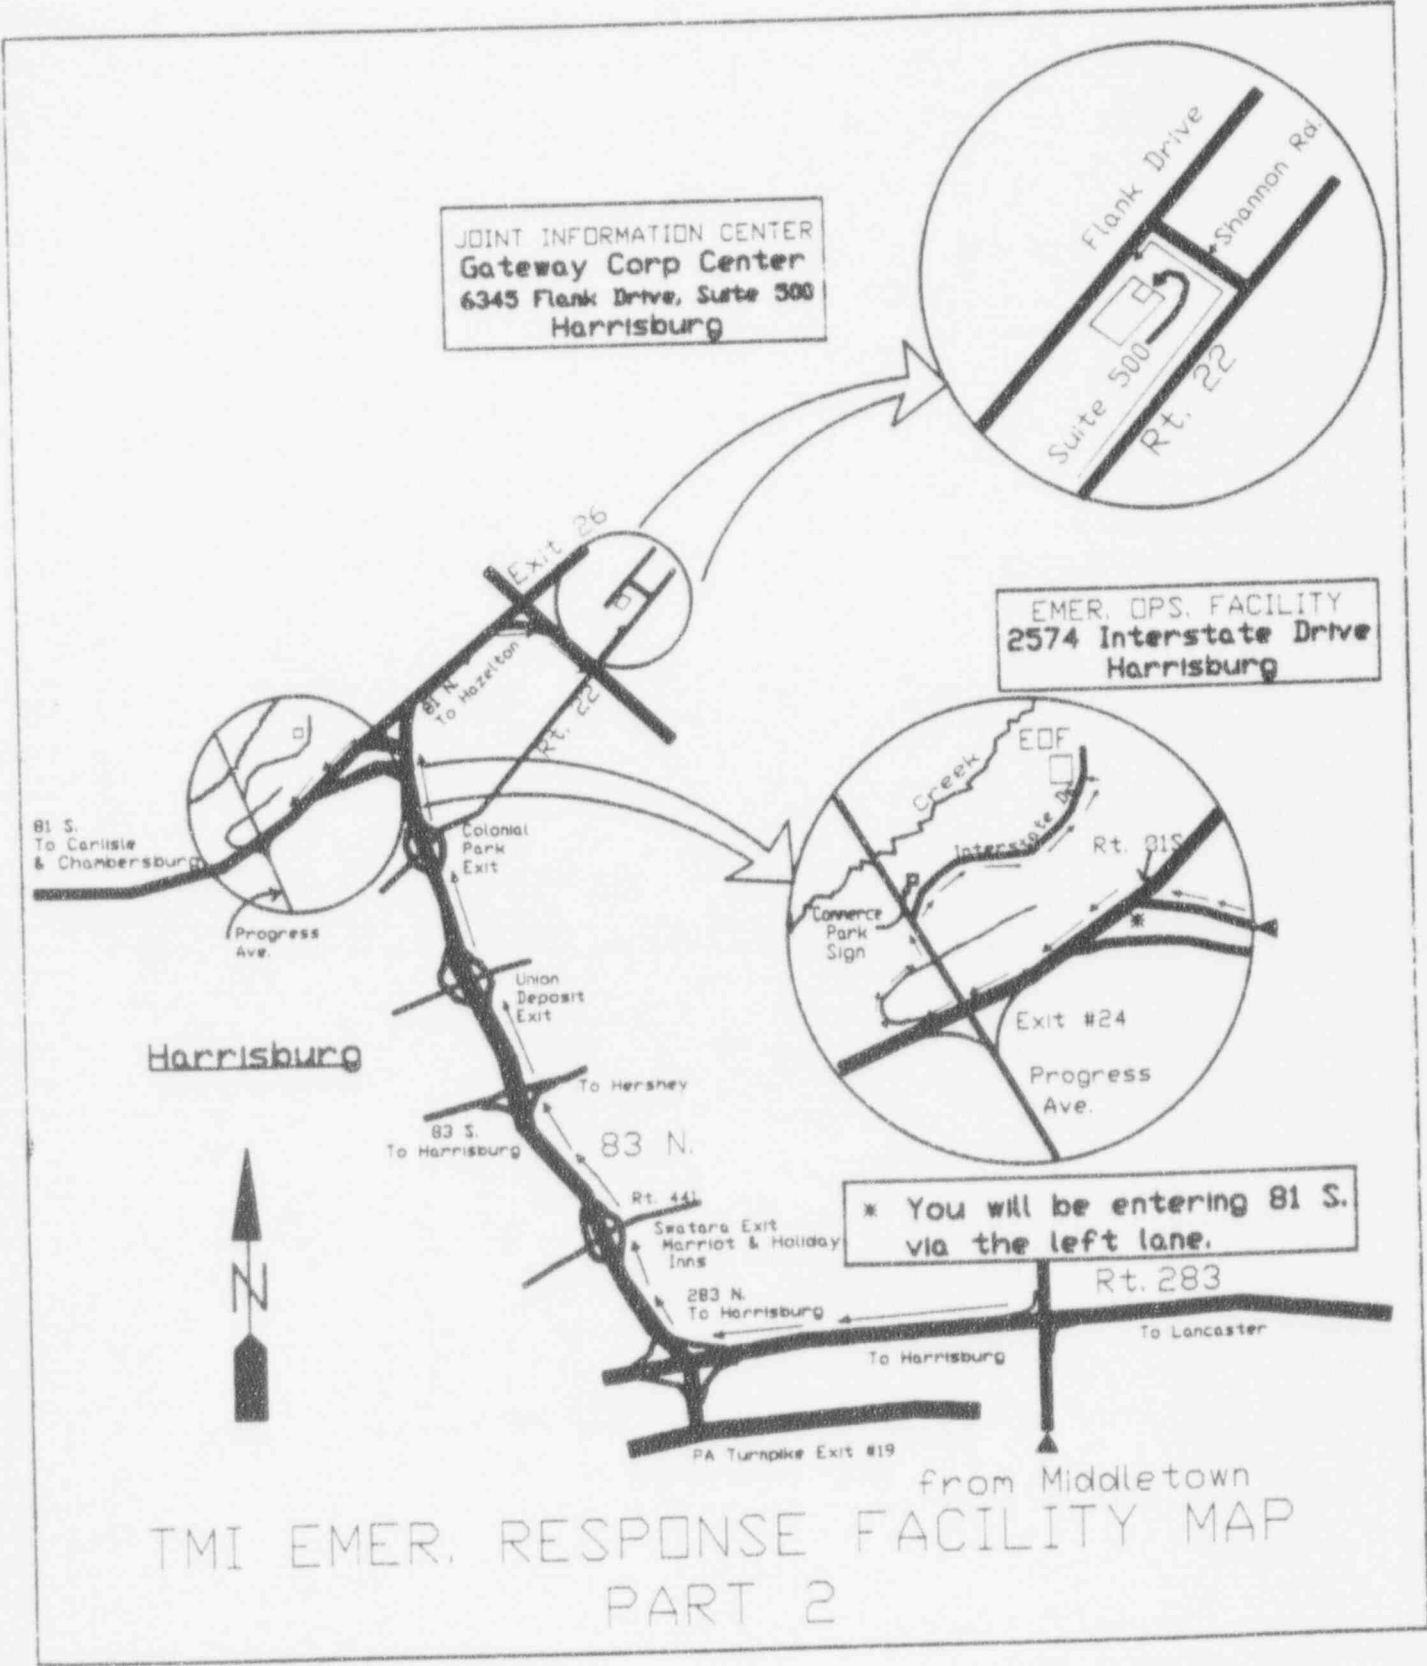 JOINT INFORMATION CENTER
Gateway Corp Center
6345 Flank Drive, Suite 500
Harrisburg
Flank Drive
Shannon Rd.
Suite 500
Rt. 22
Exit 26
EMER. OPS. FACILITY
2574 Interstate Drive
Harrisburg
81 N.
To Hazelton
Rt. 22
81 S.
To Carlisle
& Chambersburg
Progress
Ave.
Colonial
Park
Exit
Union
Deposit
Exit
EOF
Creek
Interstate D
Rt. 81S
Commerce
Park
Sign
*
Exit #24
Progress
Ave.
Harrisburg
To Hershey
83 S.
To Harrisburg
83 N.
Rt. 441
Swatara Exit
Marriot & Holiday
Inns
* You will be entering 81 S.
via the left lane.
283 N.
To Harrisburg
Rt. 283
To Lancaster
To Harrisburg
N
PA Turnpike Exit #19
from Middletown
TMI EMER. RESPONSE FACILITY MAP
PART 2